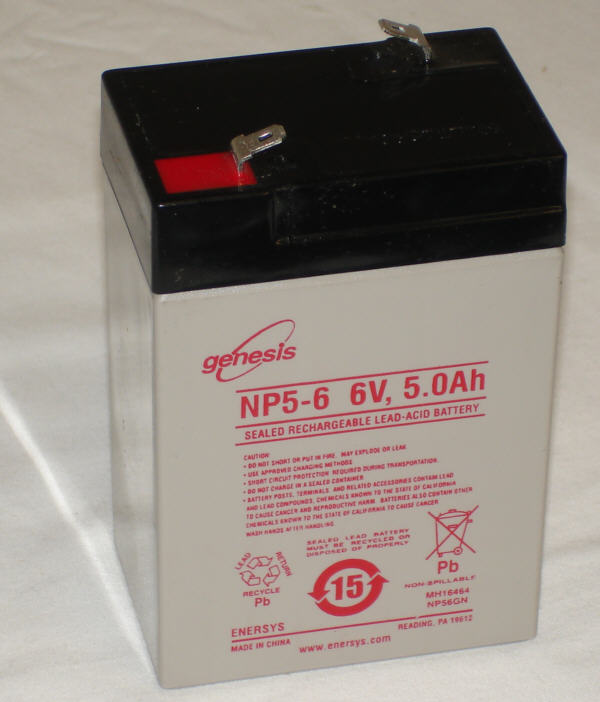 genesis
NP5-6 6V, 5.0Ah
SEALED RECHARGEABLE LEAD-ACID BATTERY
CAUTION
• DO NOT SHORT OR PUT IN FIRE. MAY EXPLODE OR LEAK
• USE APPROVED CHARGING METHODS
• SHORT CIRCUIT PROTECTION REQUIRED DURING TRANSPORTATION.
• DO NOT CHARGE IN A SEALED CONTAINER
• BATTERY POSTS, TERMINALS, AND RELATED ACCESSORIES CONTAIN LEAD
AND LEAD COMPOUNDS, CHEMICALS KNOWN TO THE STATE OF CALIFORNIA
TO CAUSE CANCER AND REPRODUCTIVE HARM. BATTERIES ALSO CONTAIN OTHER
CHEMICALS KNOWN TO THE STATE OF CALIFORNIA TO CAUSE CANCER
WASH HANDS AFTER HANDLING.
SEALED LEAD BATTERY
MUST BE RECYCLED OR
DISPOSED OF PROPERLY
LEAD RETURN
RECYCLE
Pb
15
Pb
NON-SPILLABLE
MH16464
NP56GN
ENERSYS
READING, PA 19612
MADE IN CHINA
www.enersys.com